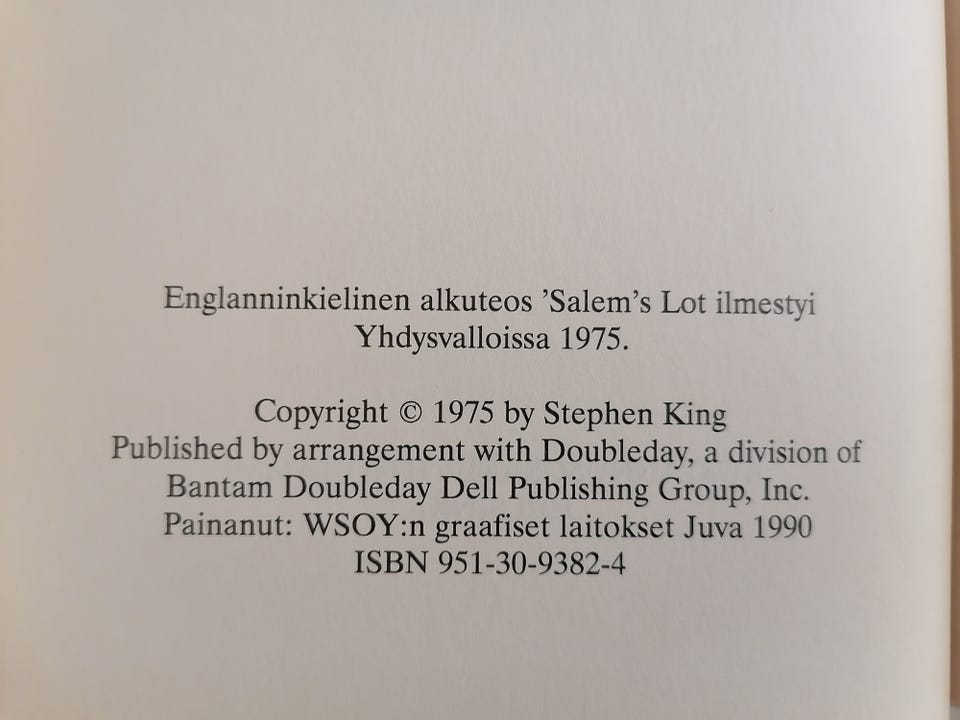 Englanninkielinen alkuteos ’Salem’s Lot ilmestyi
Yhdysvalloissa 1975.
Copyright © 1975 by Stephen King
Published by arrangement with Doubleday, a division of
Bantam Doubleday Dell Publishing Group, Inc.
Painanut: WSOY:n graafiset laitokset Juva 1990
ISBN 951-30-9382-4